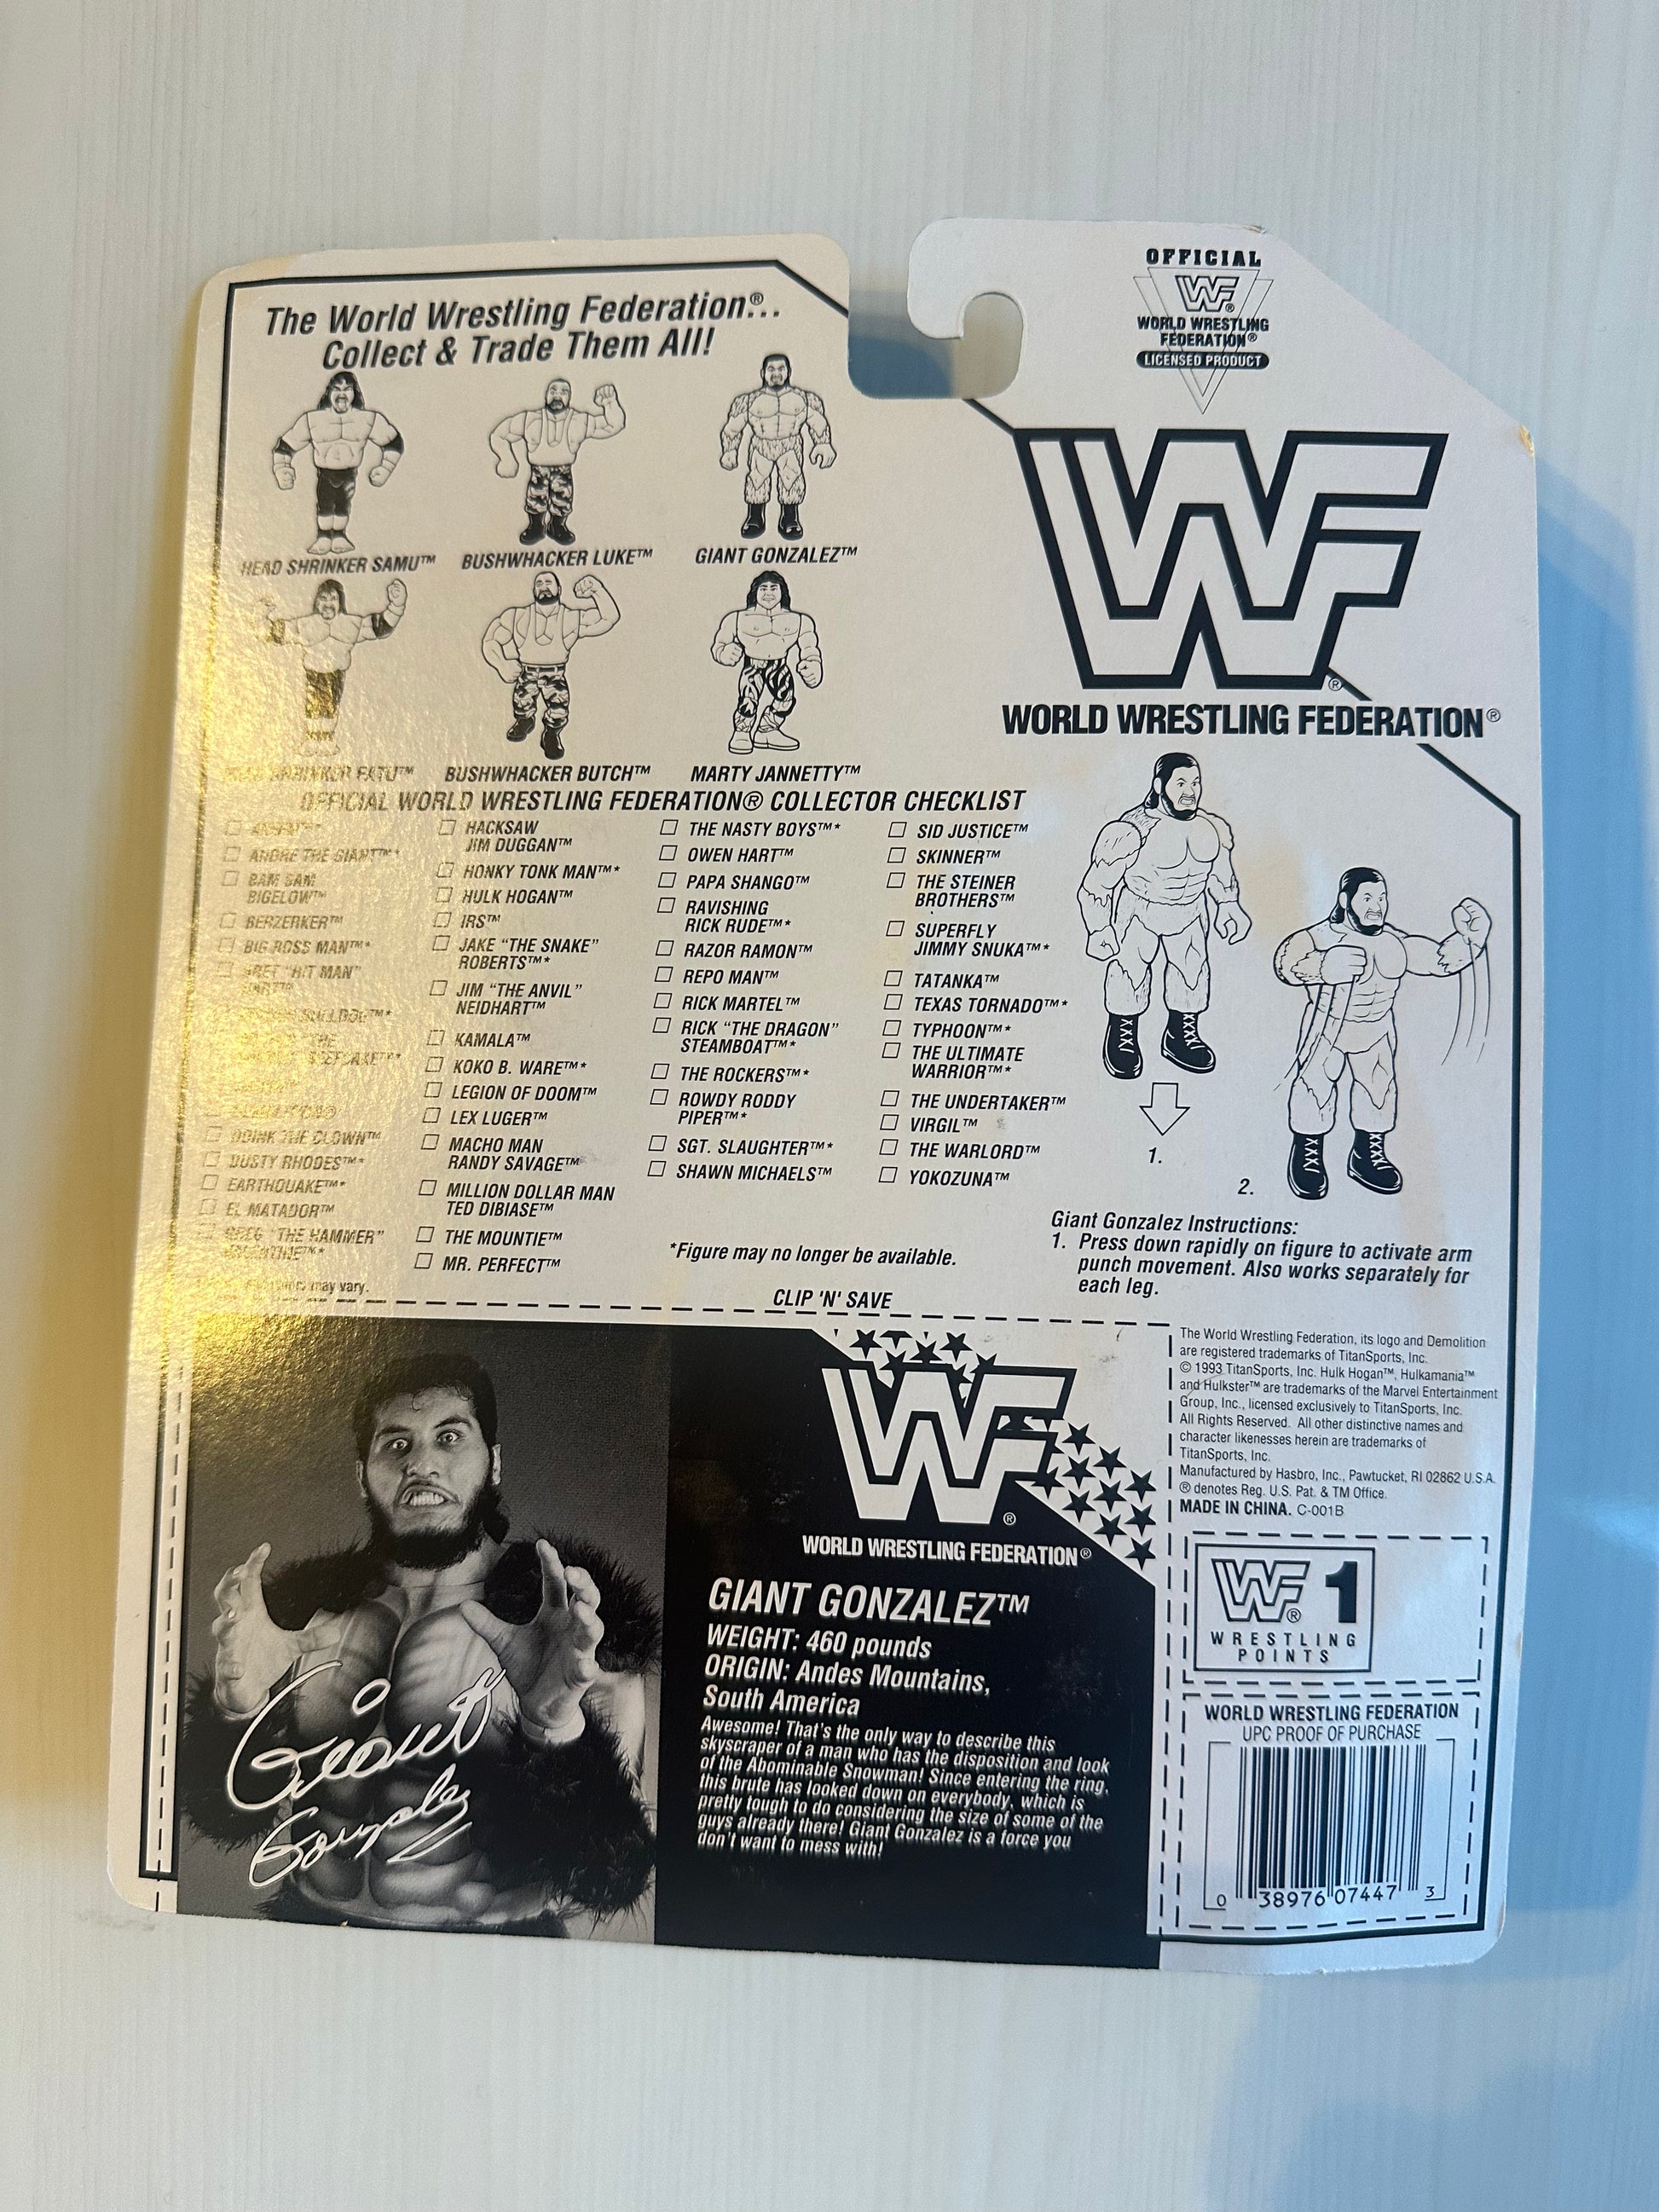 The World Wrestling Federation®...
Collect & Trade Them All!
HEAD SHRINKER SAMU™
BUSHWHACKER LUKE™
GIANT GONZALEZ™
SHRINKER FATU™
BUSHWHACKER BUTCH™
MARTY JANNETTY™
OFFICIAL
WF®
WORLD WRESTLING
FEDERATION®
LICENSED PRODUCT
WF®
WORLD WRESTLING FEDERATION®
OFFICIAL WORLD WRESTLING FEDERATION® COLLECTOR CHECKLIST
ANDRE THE GIANT™*
BAM BAM
BIGELOW™
BERZERKER™
BIG BOSS MAN™*
BRET "HIT MAN"
BULLDOG™*
THE
DOINK THE CLOWN™
DUSTY RHODES™*
EARTHQUAKE™*
EL MATADOR™
GREG "THE HAMMER"
may vary.
HACKSAW
JIM DUGGAN™
HONKY TONK MAN™*
HULK HOGAN™
IRS™
JAKE "THE SNAKE"
ROBERTS™*
JIM "THE ANVIL"
NEIDHART™
KAMALA™
KOKO B. WARE™*
LEGION OF DOOM™
LEX LUGER™
MACHO MAN
RANDY SAVAGE™
MILLION DOLLAR MAN
TED DIBIASE™
THE MOUNTIE™
MR. PERFECT™
THE NASTY BOYS™*
OWEN HART™
PAPA SHANGO™
RAVISHING
RICK RUDE™*
RAZOR RAMON™
REPO MAN™
RICK MARTEL™
RICK "THE DRAGON"
STEAMBOAT™*
THE ROCKERS™*
ROWDY RODDY
PIPER™*
SGT. SLAUGHTER™*
SHAWN MICHAELS™
SID JUSTICE™
SKINNER™
THE STEINER
BROTHERS™
SUPERFLY
JIMMY SNUKA™*
TATANKA™
TEXAS TORNADO™*
TYPHOON™*
THE ULTIMATE
WARRIOR™*
THE UNDERTAKER™
VIRGIL™
THE WARLORD™
YOKOZUNA™
*Figure may no longer be available.
1.
2.
Giant Gonzalez Instructions:
1. Press down rapidly on figure to activate arm
punch movement. Also works separately for
each leg.
CLIP 'N' SAVE
Giant
Gonzalez
WF®
WORLD WRESTLING FEDERATION®
GIANT GONZALEZ™
WEIGHT: 460 pounds
ORIGIN: Andes Mountains,
South America
Awesome! That's the only way to describe this
skyscraper of a man who has the disposition and look
of the Abominable Snowman! Since entering the ring,
this brute has looked down on everybody, which is
pretty tough to do considering the size of some of the
guys already there! Giant Gonzalez is a force you
don't want to mess with!
The World Wrestling Federation, its logo and Demolition
are registered trademarks of TitanSports, Inc.
© 1993 TitanSports, Inc. Hulk Hogan™, Hulkamania™
and Hulkster™ are trademarks of the Marvel Entertainment
Group, Inc., licensed exclusively to TitanSports, Inc.
All Rights Reserved. All other distinctive names and
character likenesses herein are trademarks of
TitanSports, Inc.
Manufactured by Hasbro, Inc., Pawtucket, RI 02862 U.S.A.
® denotes Reg. U.S. Pat. & TM Office.
MADE IN CHINA. C-001B
WF® 1
WRESTLING
POINTS
WORLD WRESTLING FEDERATION
UPC PROOF OF PURCHASE
0 38976 07447 3